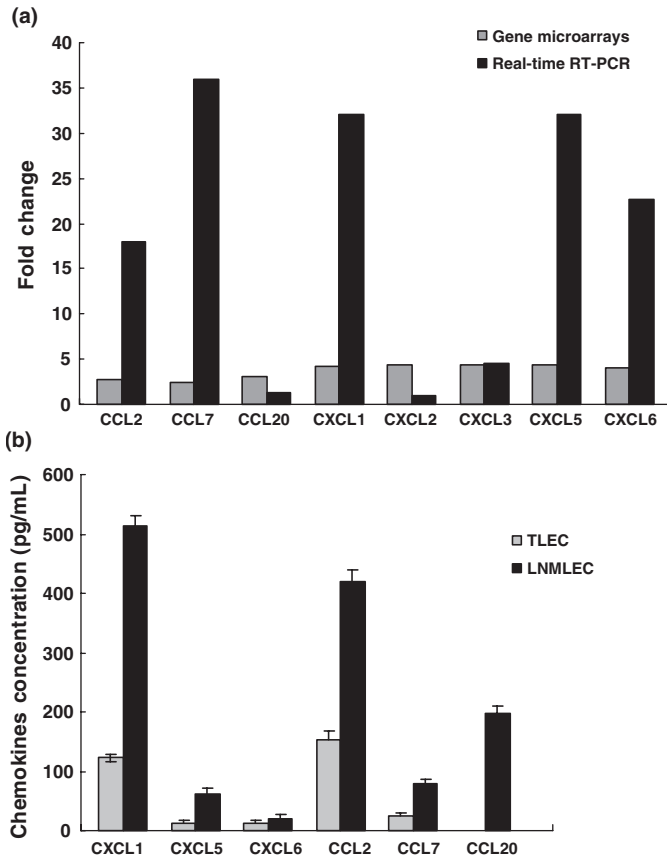 (a)
Gene microarrays
Real-time RT-PCR
Fold change
40
35
30
25
20
15
10
5
0
CCL2 CCL7 CCL20 CXCL1 CXCL2 CXCL3 CXCL5 CXCL6
(b)
TLEC
LNMLEC
Chemokines concentration (pg/mL)
600
500
400
300
200
100
0
CXCL1 CXCL5 CXCL6 CCL2 CCL7 CCL20